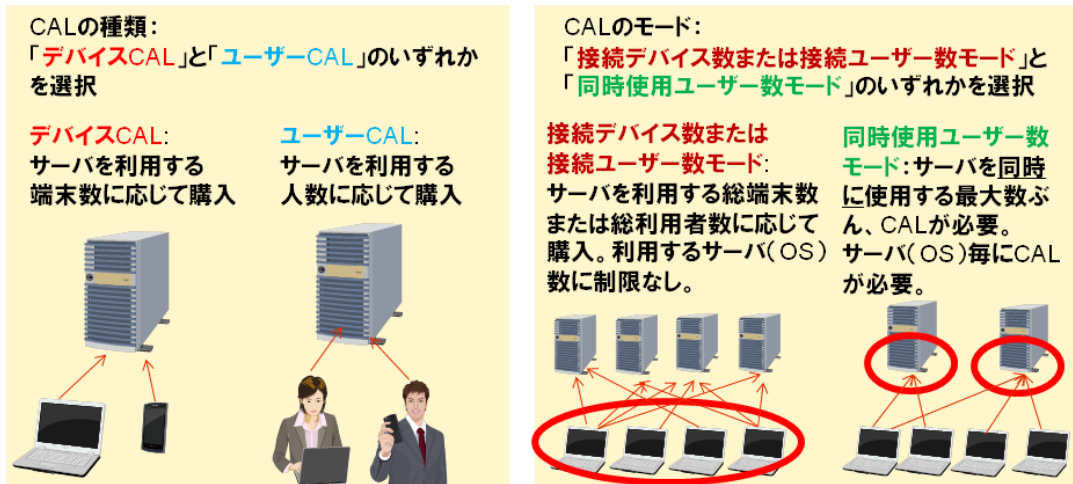 CALの種類：
「デバイスCAL」と「ユーザーCAL」のいずれか
を選択
デバイスCAL:
サーバを利用する
端末数に応じて購入
ユーザーCAL:
サーバを利用する
人数に応じて購入
CALのモード：
「接続デバイス数または接続ユーザー数モード」と
「同時使用ユーザー数モード」のいずれかを選択
接続デバイス数または
接続ユーザー数モード:
サーバを利用する総端末数
または総利用者数に応じて
購入。利用するサーバ(OS)
数に制限なし。
同時使用ユーザー数
モード：サーバを同時
に使用する最大数ぶ
ん、CALが必要。
サーバ(OS)毎にCAL
が必要。